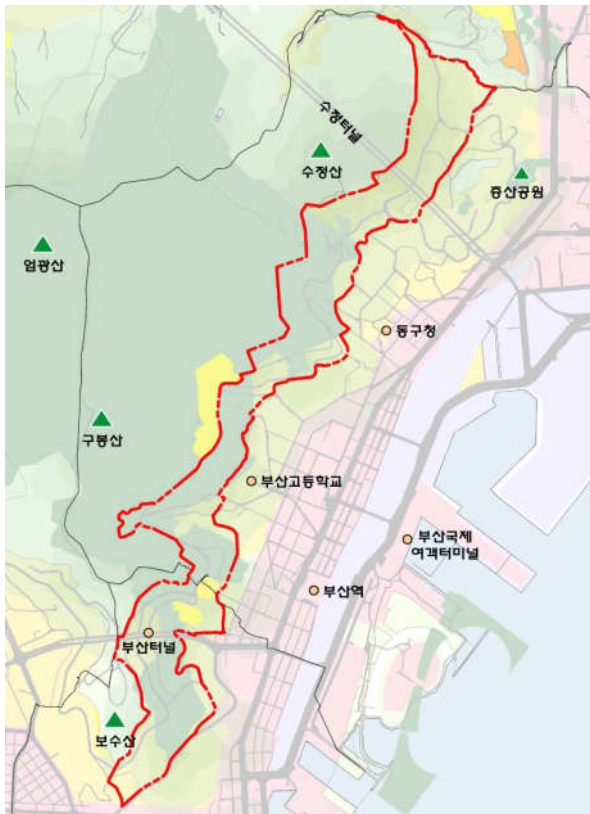 수정터널
수정산
증산공원
엄광산
동구청
구봉산
부산고등학교
부산국제
여객터미널
부산역
부산터널
보수산